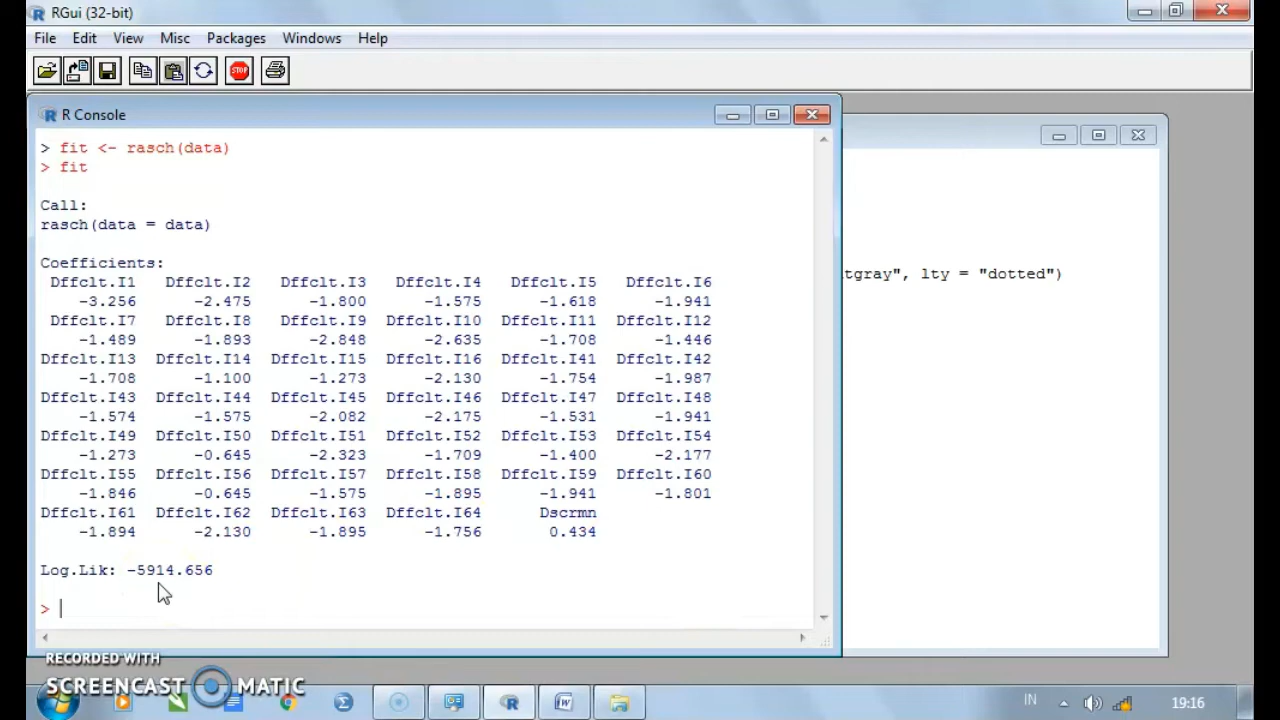 RGui (32-bit)
File Edit View Misc Packages Windows Help
STOP
R Console
> fit <- rasch(data)
> fit
Call:
rasch(data = data)
Coefficients:
Dffclt.I1 Dffclt.I2 Dffclt.I3 Dffclt.I4 Dffclt.I5 Dffclt.I6
-3.256 -2.475 -1.800 -1.575 -1.618 -1.941
Dffclt.I7 Dffclt.I8 Dffclt.I9 Dffclt.I10 Dffclt.I11 Dffclt.I12
-1.489 -1.893 -2.848 -2.635 -1.708 -1.446
Dffclt.I13 Dffclt.I14 Dffclt.I15 Dffclt.I16 Dffclt.I41 Dffclt.I42
-1.708 -1.100 -1.273 -2.130 -1.754 -1.987
Dffclt.I43 Dffclt.I44 Dffclt.I45 Dffclt.I46 Dffclt.I47 Dffclt.I48
-1.574 -1.575 -2.082 -2.175 -1.531 -1.941
Dffclt.I49 Dffclt.I50 Dffclt.I51 Dffclt.I52 Dffclt.I53 Dffclt.I54
-1.273 -0.645 -2.323 -1.709 -1.400 -2.177
Dffclt.I55 Dffclt.I56 Dffclt.I57 Dffclt.I58 Dffclt.I59 Dffclt.I60
-1.846 -0.645 -1.575 -1.895 -1.941 -1.801
Dffclt.I61 Dffclt.I62 Dffclt.I63 Dffclt.I64 Dscrmn
-1.894 -2.130 -1.895 -1.756 0.434
Log.Lik: -5914.656
>
tgray", lty = "dotted")
RECORDED WITH
SCREENCAST MATIC
IN 19:16